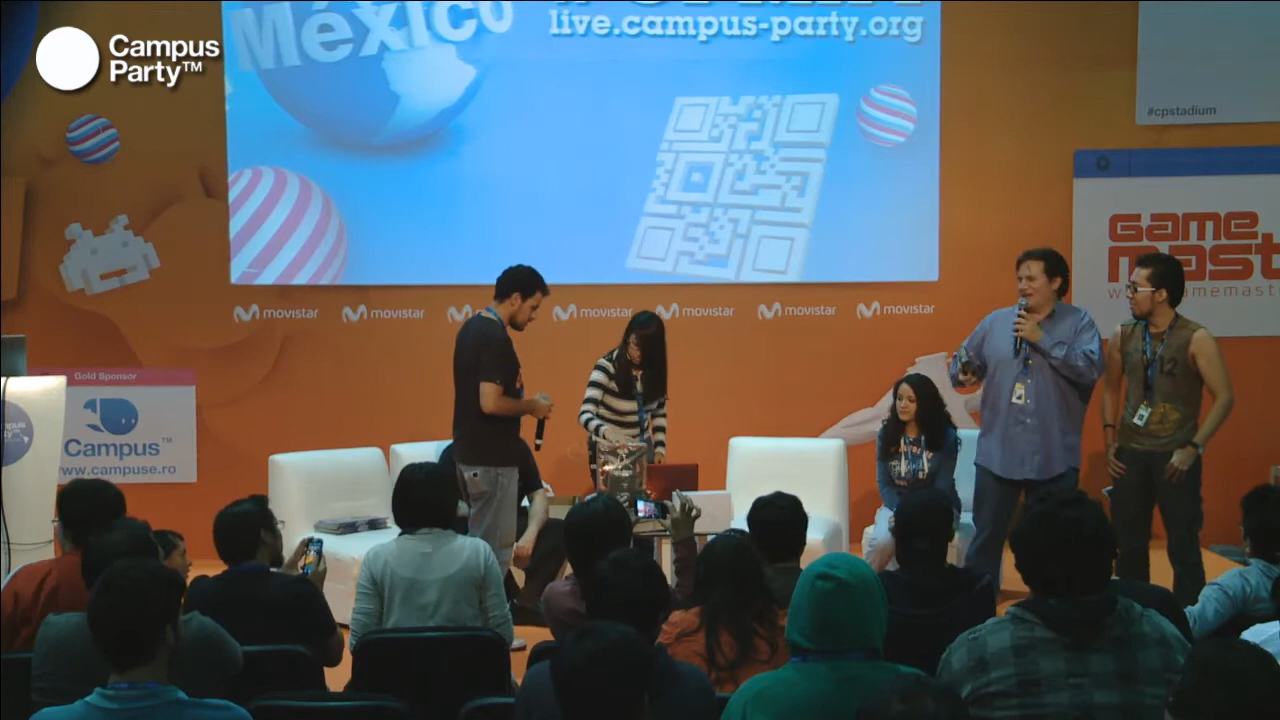 Campus
Party™
México
live.campus-party.org
#cpstadium
GAME
mast
movistar movistar movistar movistar movistar movistar
Gold Sponsor
Campus™
www.campuse.ro
12